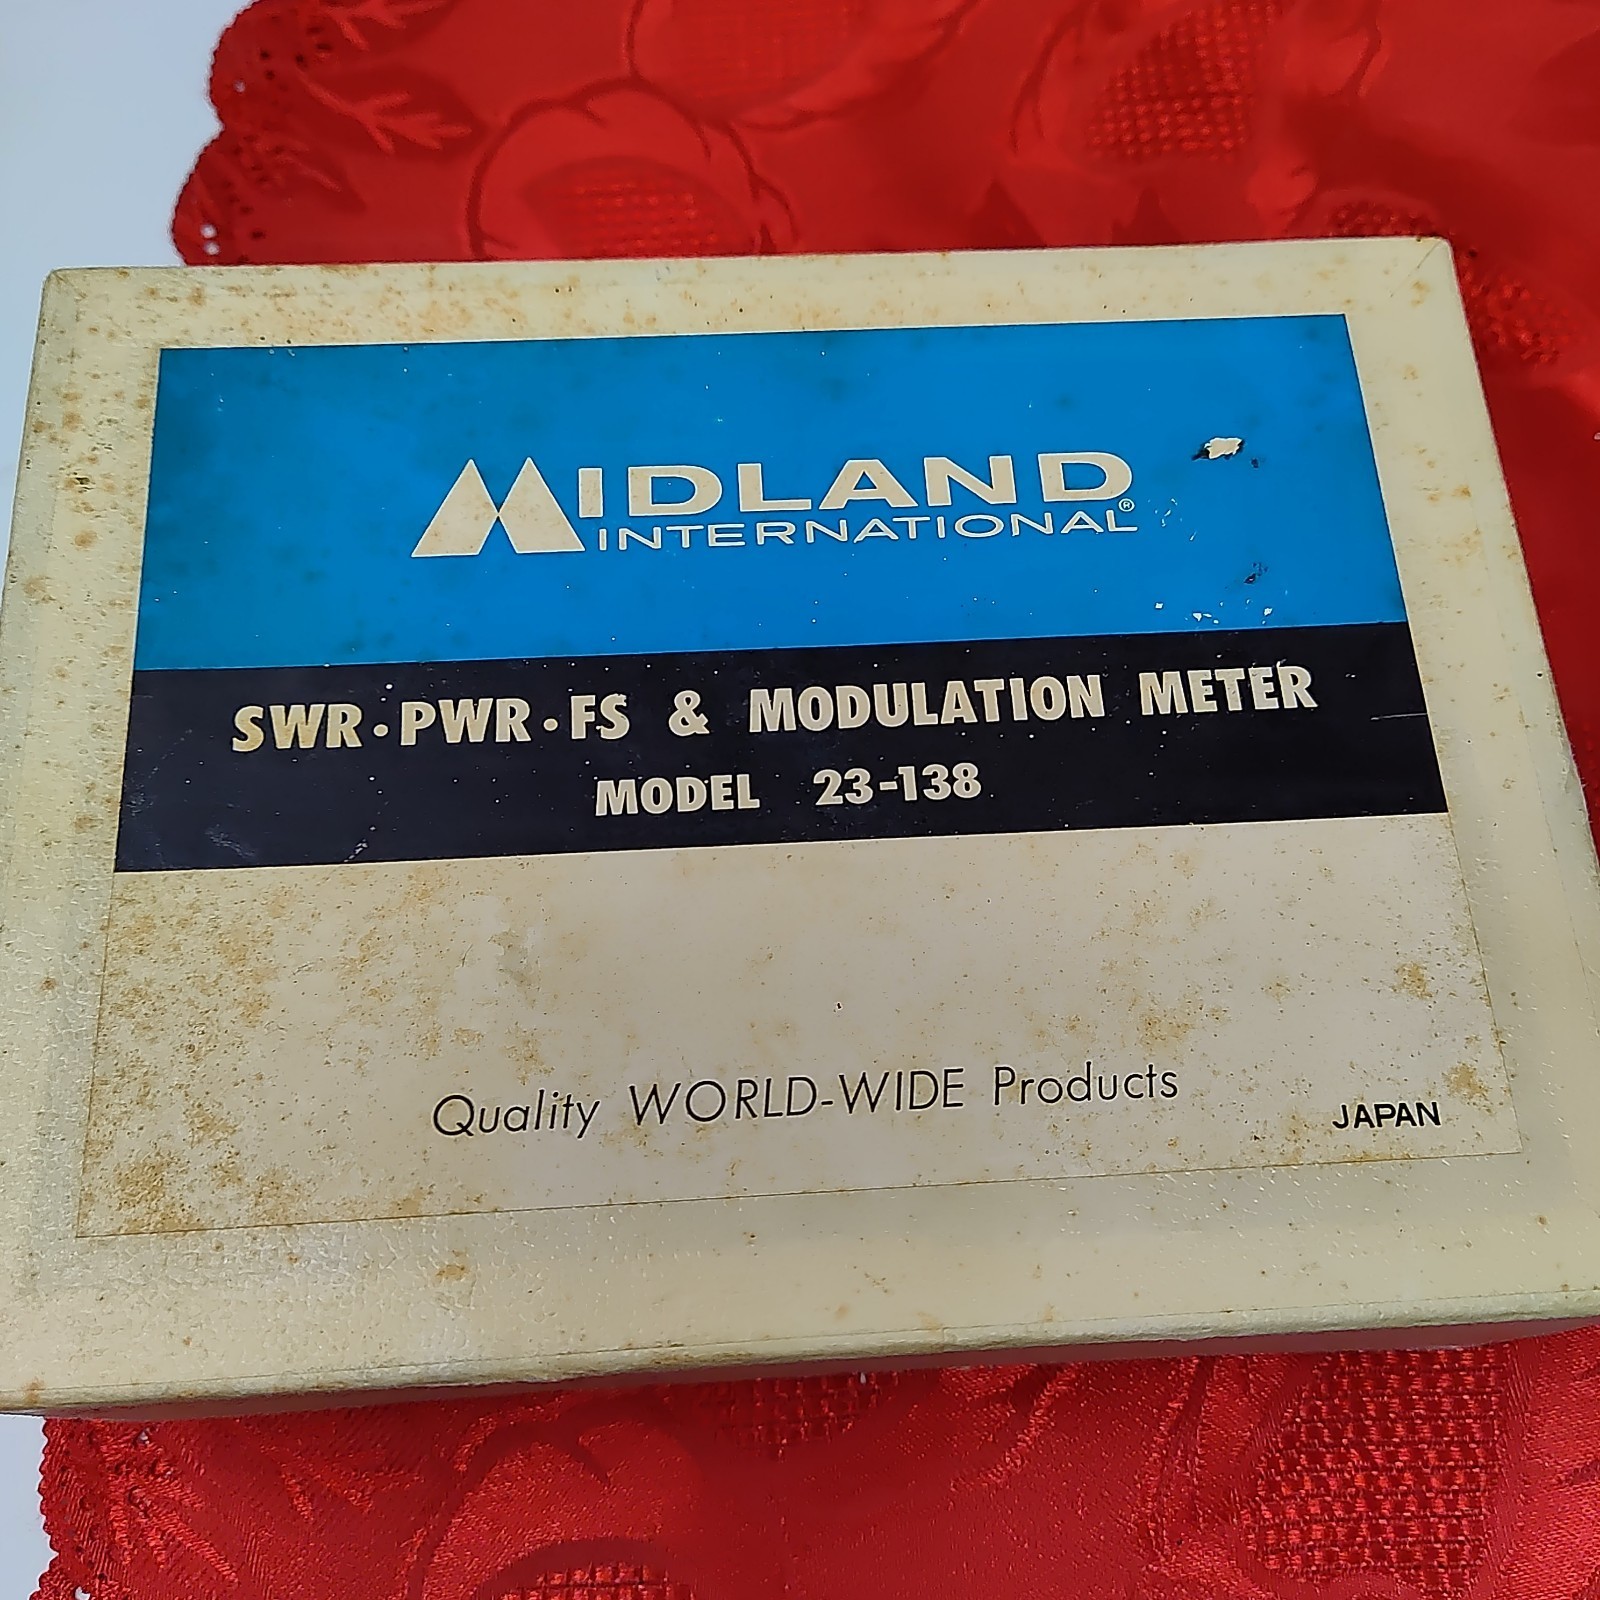 MIDLAND
INTERNATIONAL®
SWR•PWR•FS & MODULATION METER
MODEL 23-138
Quality WORLD-WIDE Products
JAPAN